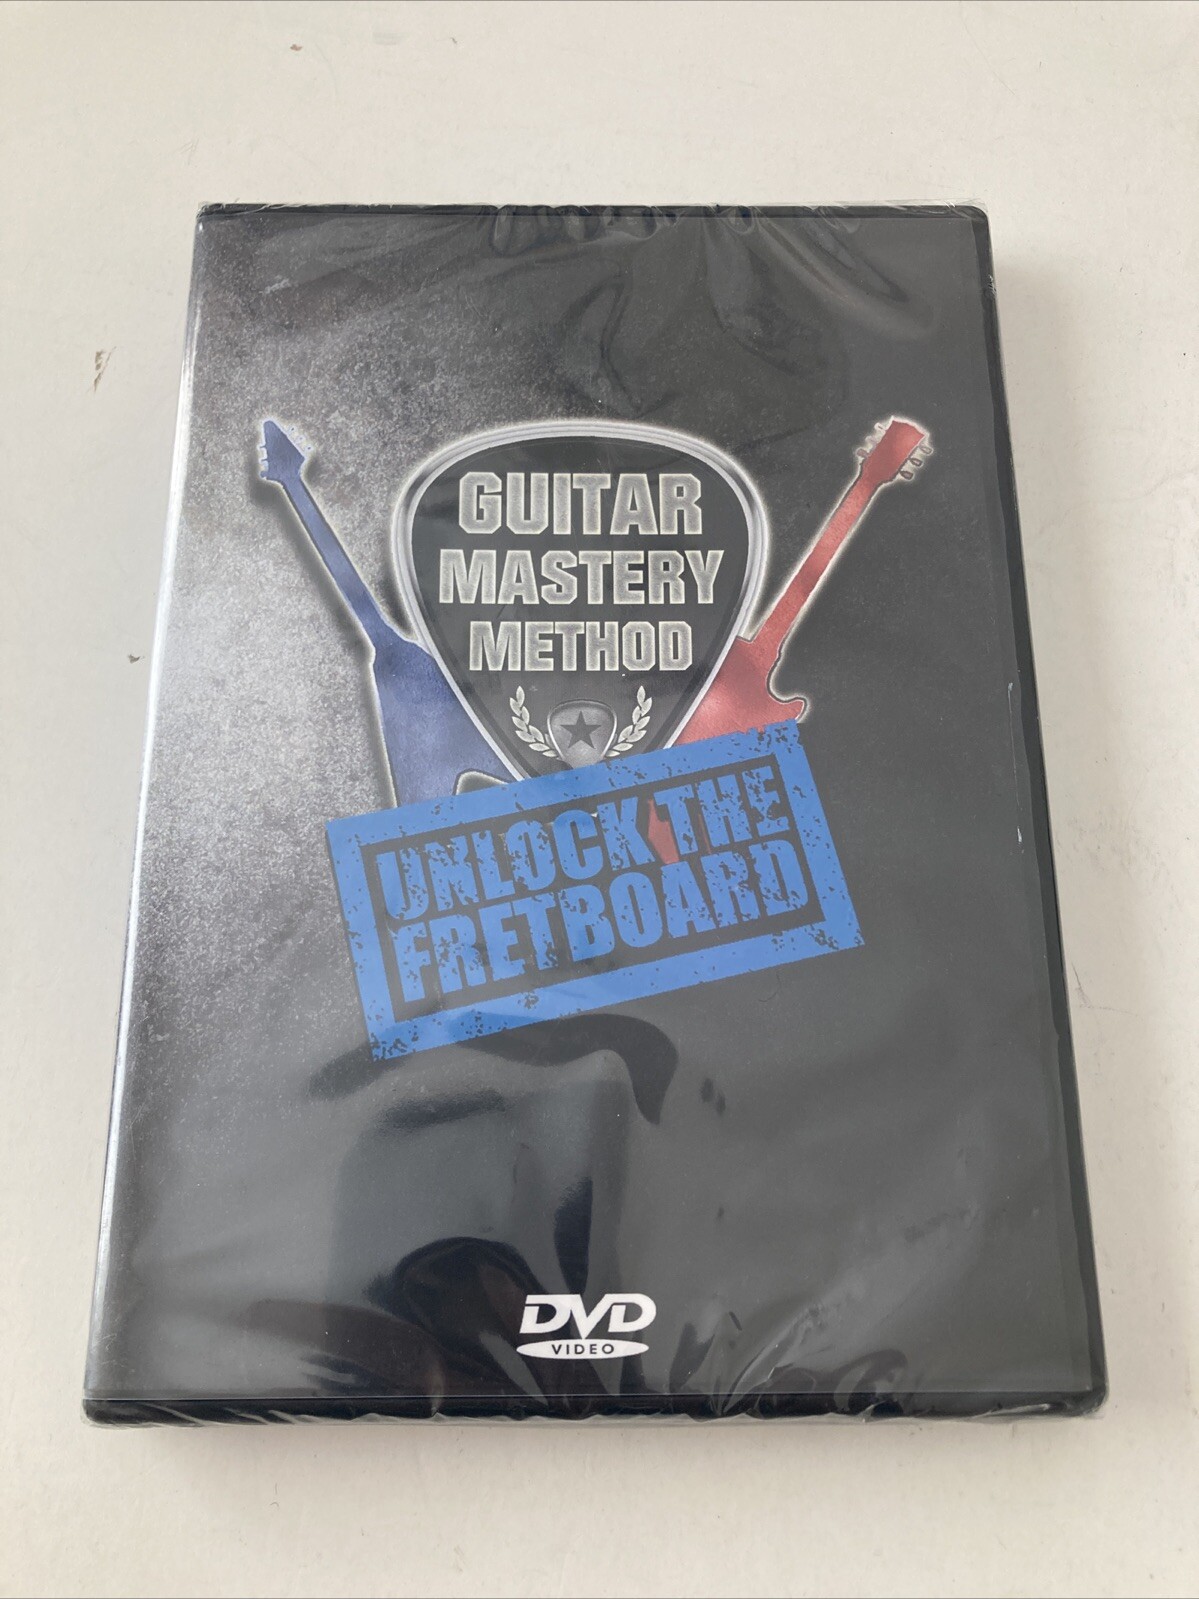 GUITAR
MASTERY
METHOD
UNLOCK THE
FRETBOARD
DVD
VIDEO